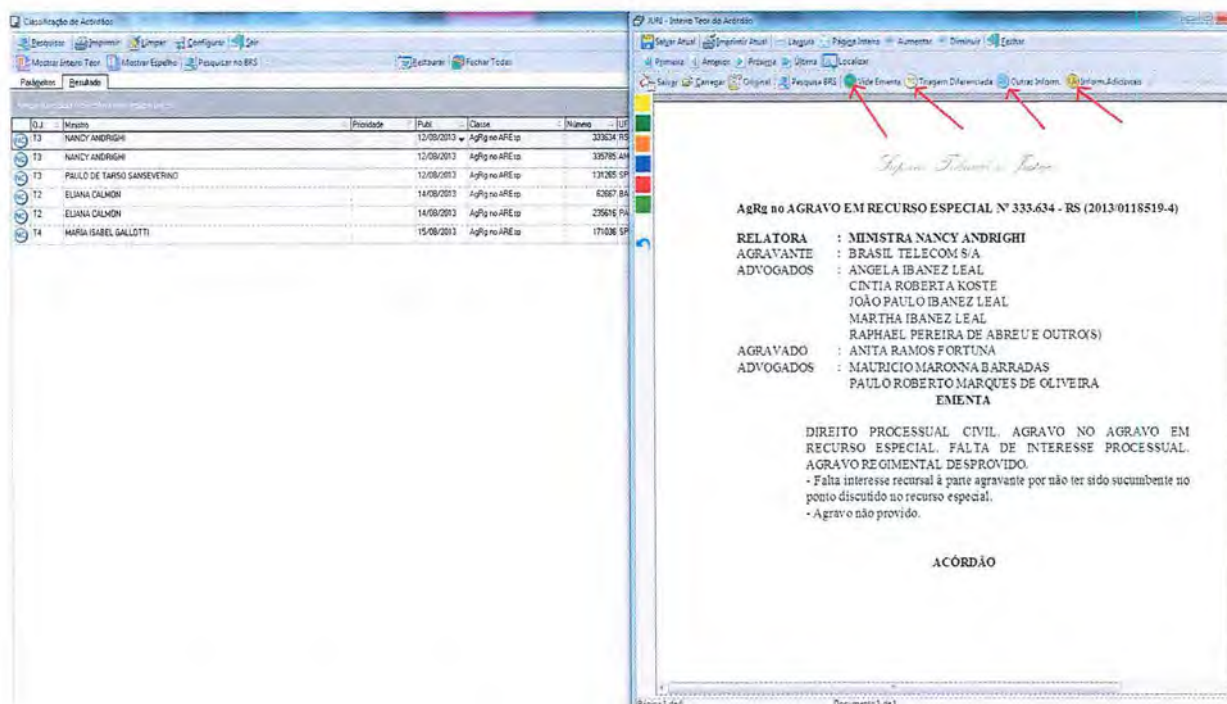 Classificação de Acórdãos
Pesquisar Imprimir Limpar Configurar Sair
Mostrar Inteiro Teor Mostrar Espelho Pesquisar no BRS Restaurar Fechar Todas
Parâmetros Resultado
O.J Ministro Prioridade Publ. Classe Número UF
T3 NANCY ANDRIGHI 12/08/2013 AgRg no AREsp 333634 RS
T3 NANCY ANDRIGHI 12/08/2013 AgRg no AREsp 335785 AM
T3 PAULO DE TARSO SANSEVERINO 12/08/2013 AgRg no AREsp 131265 SP
T2 ELIANA CALMON 14/08/2013 AgRg no AREsp 62667 BA
T2 ELIANA CALMON 14/08/2013 AgRg no AREsp 235616 PA
T4 MARIA ISABEL GALLOTTI 15/08/2013 AgRg no AREsp 171036 SP
JURI - Inteiro Teor do Acórdão
Salvar Atual Imprimir Atual Largura Página Inteira Aumentar Diminuir Fechar
Primeira Anterior Próxima Última Localizar
Salvar Carregar Original Pesquisa BRS Vide Ementa Triagem Diferenciada Outras Inform. Inform. Adicionais
Superior Tribunal de Justiça
AgRg no AGRAVO EM RECURSO ESPECIAL Nº 333.634 - RS (2013/0118519-4)
RELATORA : MINISTRA NANCY ANDRIGHI
AGRAVANTE : BRASIL TELECOM S/A
ADVOGADOS : ANGELA IBANEZ LEAL
CINTIA ROBERTA KOSTE
JOÃO PAULO IBANEZ LEAL
MARTHA IBANEZ LEAL
RAPHAEL PEREIRA DE ABREU E OUTRO(S)
AGRAVADO : ANITA RAMOS FORTUNA
ADVOGADOS : MAURICIO MARONNA BARRADAS
PAULO ROBERTO MARQUES DE OLIVEIRA
EMENTA
DIREITO PROCESSUAL CIVIL. AGRAVO NO AGRAVO EM
RECURSO ESPECIAL. FALTA DE INTERESSE PROCESSUAL.
AGRAVO REGIMENTAL DESPROVIDO.
- Falta interesse recursal à parte agravante por não ter sido sucumbente no
ponto discutido no recurso especial.
- Agravo não provido.
ACÓRDÃO
Página 1 de 4 Documento 1 de 1